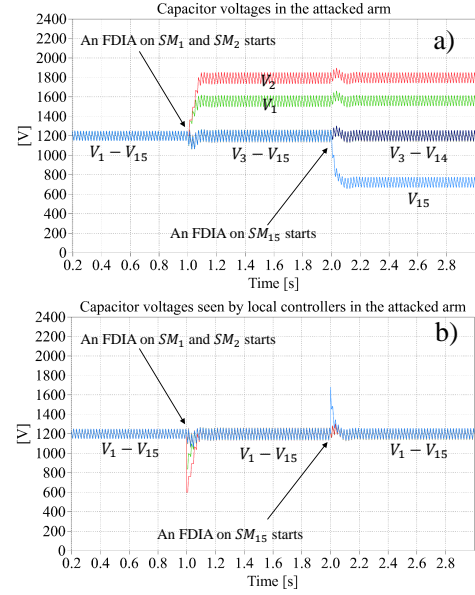 Capacitor voltages in the attacked arm
a)
An FDIA on SM₁ and SM₂ starts
[V]
2400
2200
2000
1800
1600
1400
1200
1000
800
600
400
200
0
V₂
V₁
V₁ − V₁₅
V₃ − V₁₅
V₃ − V₁₄
V₁₅
An FDIA on SM₁₅ starts
0.2 0.4 0.6 0.8 1.0 1.2 1.4 1.6 1.8 2.0 2.2 2.4 2.6 2.8
Time [s]
Capacitor voltages seen by local controllers in the attacked arm
b)
An FDIA on SM₁ and SM₂ starts
[V]
2400
2200
2000
1800
1600
1400
1200
1000
800
600
400
200
0
V₁ − V₁₅
V₁ − V₁₅
V₁ − V₁₅
An FDIA on SM₁₅ starts
0.2 0.4 0.6 0.8 1.0 1.2 1.4 1.6 1.8 2.0 2.2 2.4 2.6 2.8
Time [s]